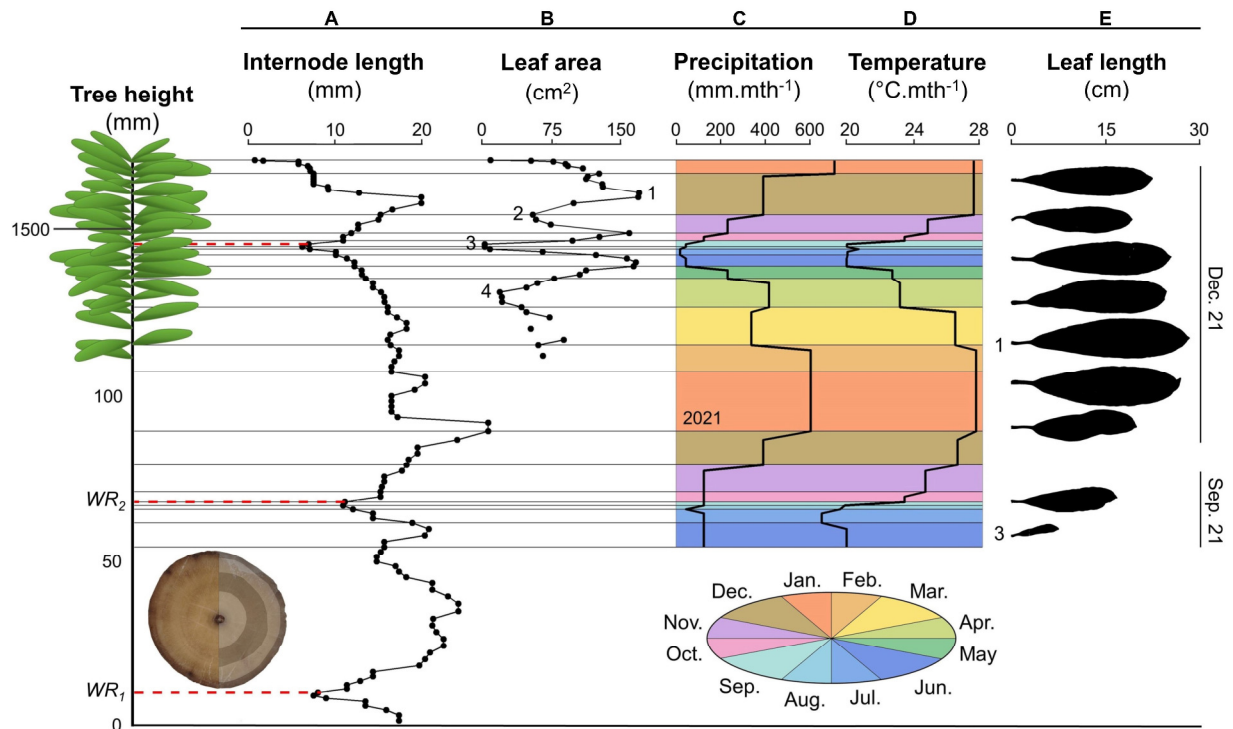 A B C D E
Internode length Leaf area Precipitation Temperature Leaf length
(mm) (cm²) (mm.mth⁻¹) (°C.mth⁻¹) (cm)
Tree height
(mm)
0 10 20 0 75 150 0 200 400 600 20 24 28 0 15 30
1
2
1500
3
4
Dec. 21
1
100
2021
WR₂
Sep. 21
3
50
Jan. Feb.
Dec. Mar.
Nov. Apr.
Oct. May
Sep. Jun.
Aug. Jul.
WR₁
0